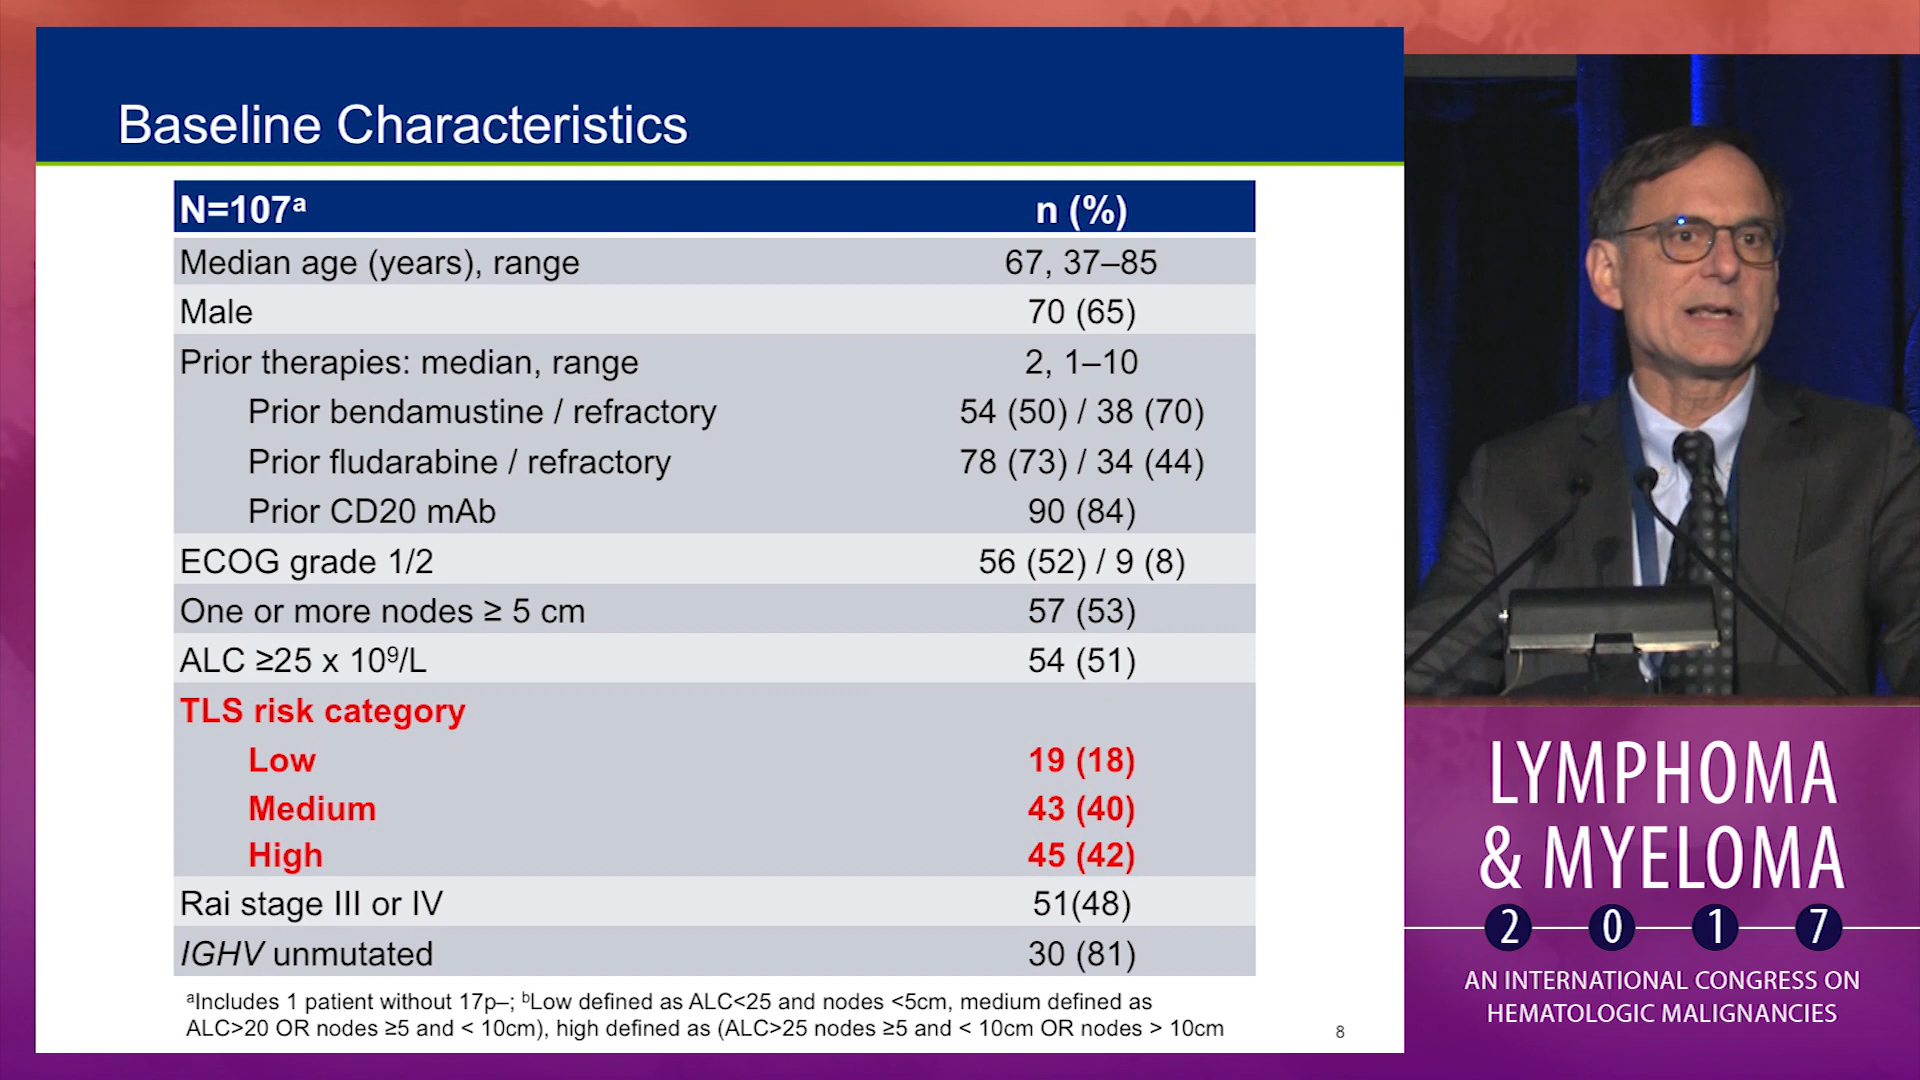 Baseline Characteristics
N=107ᵃ n (%)
Median age (years), range 67, 37–85
Male 70 (65)
Prior therapies: median, range 2, 1–10
Prior bendamustine / refractory 54 (50) / 38 (70)
Prior fludarabine / refractory 78 (73) / 34 (44)
Prior CD20 mAb 90 (84)
ECOG grade 1/2 56 (52) / 9 (8)
One or more nodes ≥ 5 cm 57 (53)
ALC ≥25 x 10⁹/L 54 (51)
TLS risk category
Low 19 (18)
Medium 43 (40)
High 45 (42)
Rai stage III or IV 51(48)
IGHV unmutated 30 (81)
ᵃIncludes 1 patient without 17p–; ᵇLow defined as ALC<25 and nodes <5cm, medium defined as
ALC>20 OR nodes ≥5 and < 10cm), high defined as (ALC>25 nodes ≥5 and < 10cm OR nodes > 10cm
8
LYMPHOMA
& MYELOMA
2017
AN INTERNATIONAL CONGRESS ON
HEMATOLOGIC MALIGNANCIES